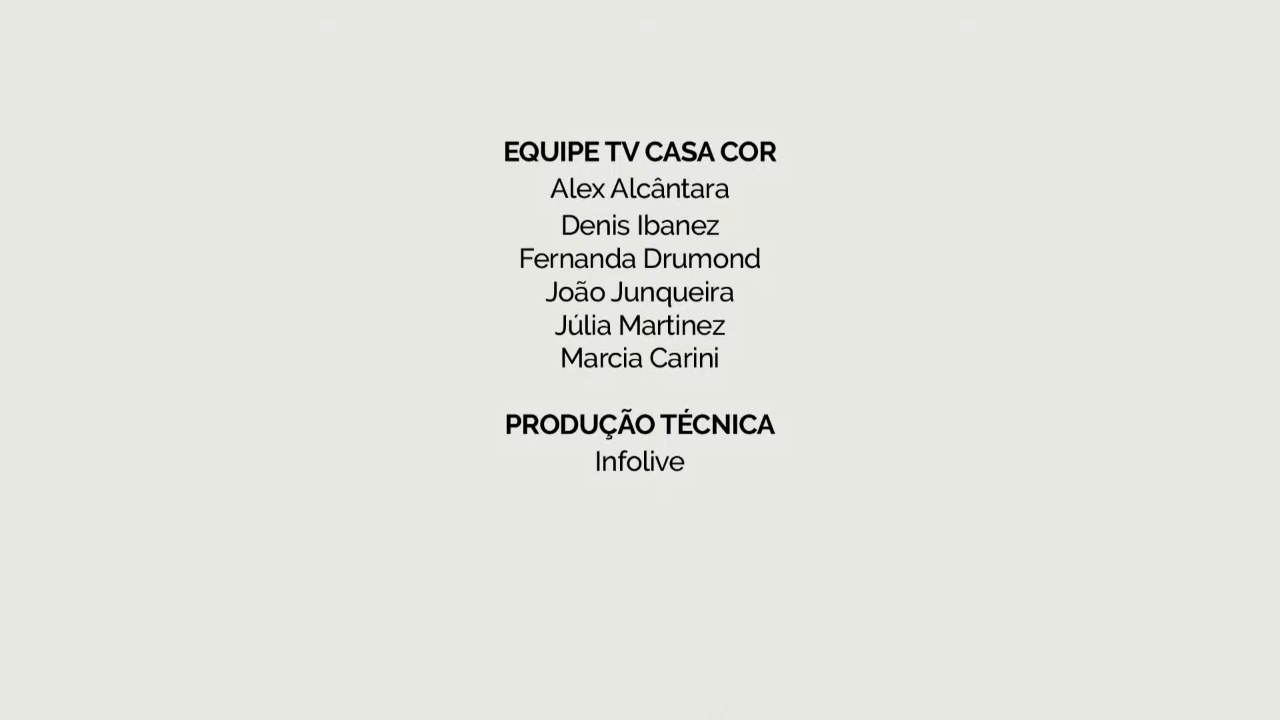 EQUIPE TV CASA COR
Alex Alcântara
Denis Ibanez
Fernanda Drumond
João Junqueira
Júlia Martinez
Marcia Carini
PRODUÇÃO TÉCNICA
Infolive